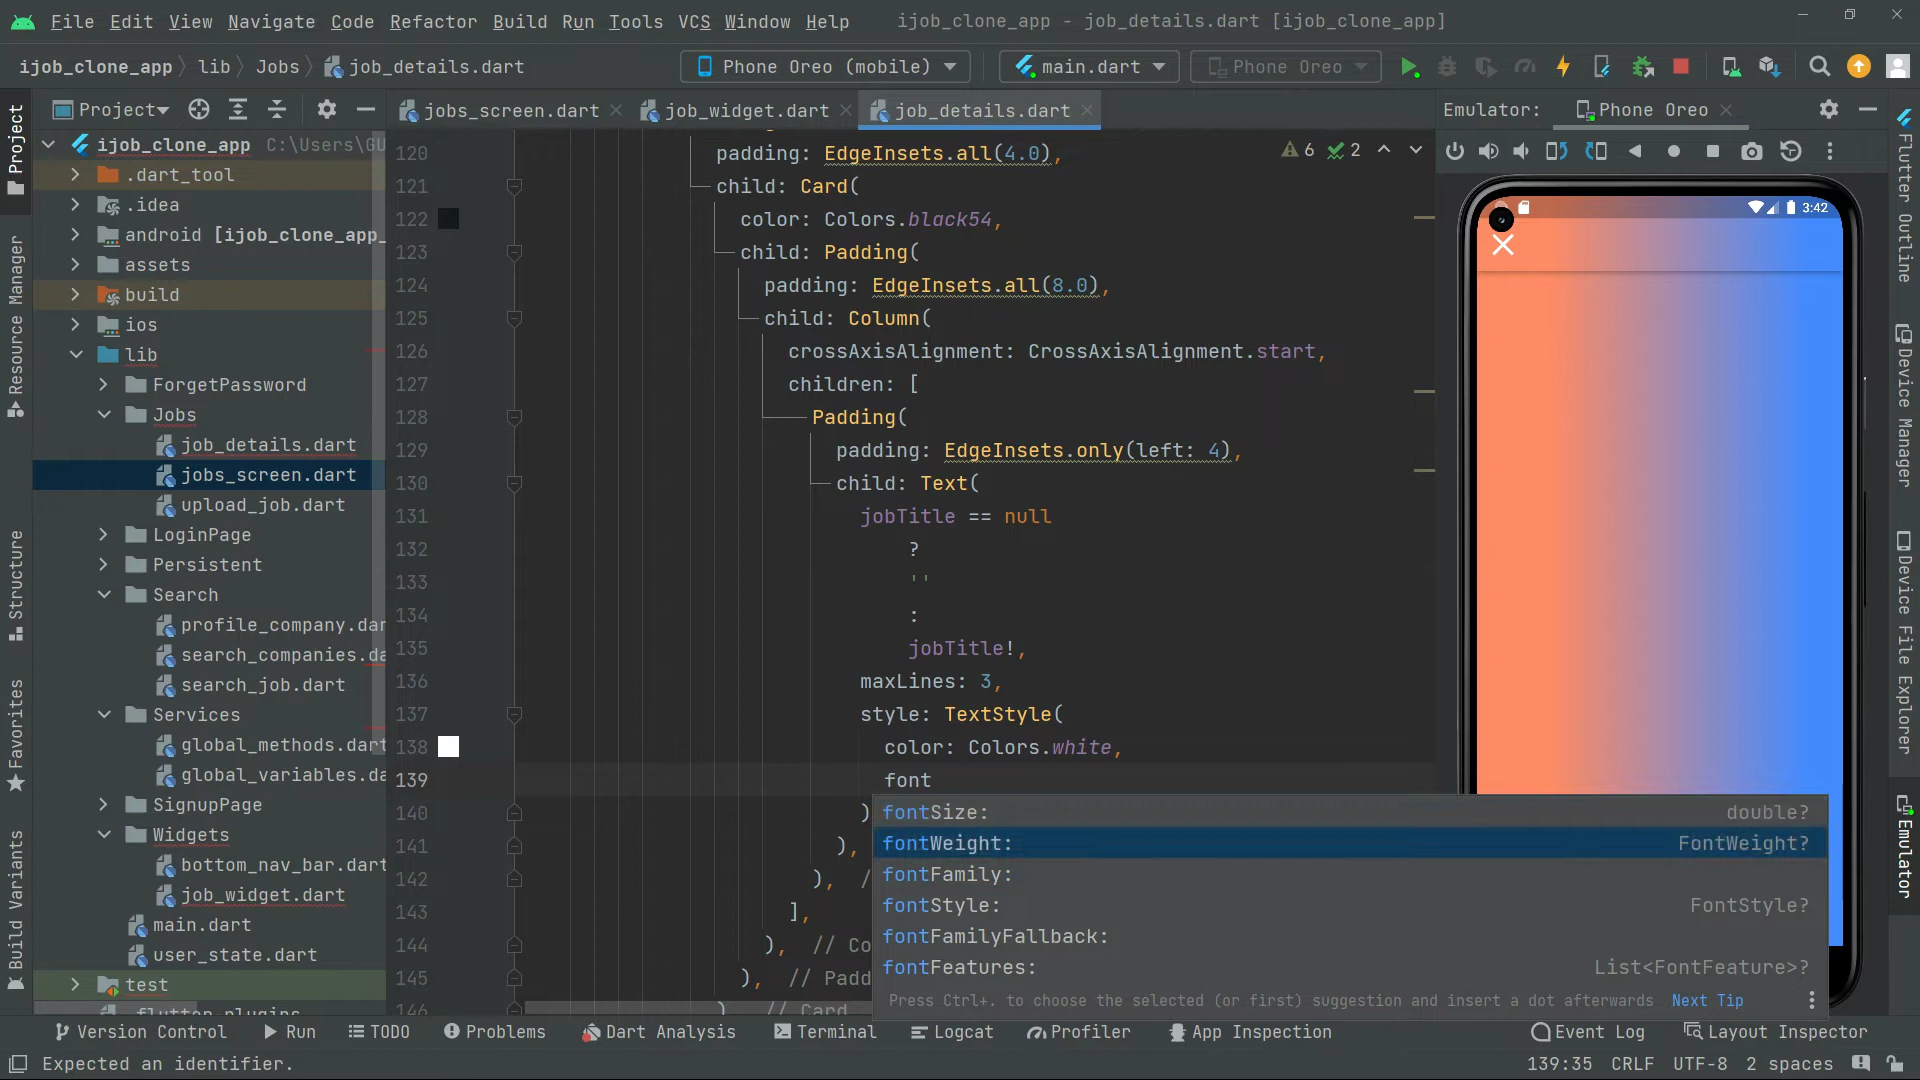 File Edit View Navigate Code Refactor Build Run Tools VCS Window Help ijob_clone_app - job_details.dart [ijob_clone_app]
ijob_clone_app lib Jobs job_details.dart Phone Oreo (mobile) main.dart Phone Oreo
Project jobs_screen.dart job_widget.dart job_details.dart Emulator: Phone Oreo
ijob_clone_app C:\Users\GU
.dart_tool
.idea
android [ijob_clone_app_
assets
build
ios
lib
ForgetPassword
Jobs
job_details.dart
jobs_screen.dart
upload_job.dart
LoginPage
Persistent
Search
profile_company.dar
search_companies.da
search_job.dart
Services
global_methods.dart
global_variables.da
SignupPage
Widgets
bottom_nav_bar.dart
job_widget.dart
main.dart
user_state.dart
test
.flutter-plugins
Project
Resource Manager
Structure
Favorites
Build Variants
6 2
120 padding: EdgeInsets.all(4.0),
121 child: Card(
122 color: Colors.black54,
123 child: Padding(
124 padding: EdgeInsets.all(8.0),
125 child: Column(
126 crossAxisAlignment: CrossAxisAlignment.start,
127 children: [
128 Padding(
129 padding: EdgeInsets.only(left: 4),
130 child: Text(
131 jobTitle == null
132 ?
133 ''
134 :
135 jobTitle!,
136 maxLines: 3,
137 style: TextStyle(
138 color: Colors.white,
139 font
140 )
141 ),
142 ), /
143 ],
144 ), // Co
145 ), // Padd
146 ) // Card
fontSize: double?
fontWeight: FontWeight?
fontFamily:
fontStyle: FontStyle?
fontFamilyFallback:
fontFeatures: List<FontFeature>?
Press Ctrl+. to choose the selected (or first) suggestion and insert a dot afterwards Next Tip
3:42
Flutter Outline
Device Manager
Device File Explorer
Emulator
Version Control Run TODO Problems Dart Analysis Terminal Logcat Profiler App Inspection Event Log Layout Inspector
Expected an identifier. 139:35 CRLF UTF-8 2 spaces